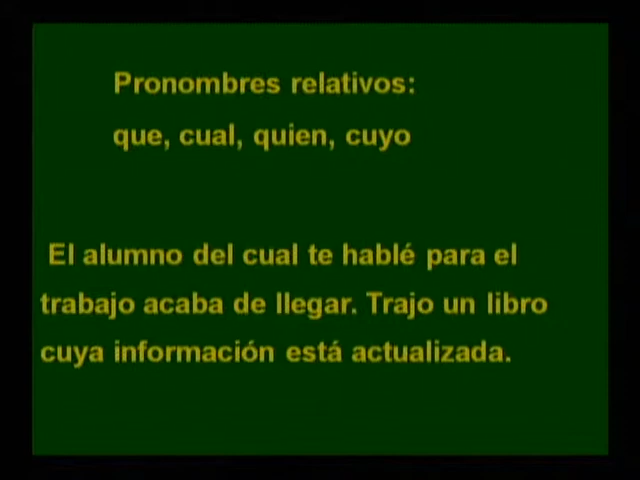 Pronombres relativos:
que, cual, quien, cuyo
El alumno del cual te hablé para el
trabajo acaba de llegar. Trajo un libro
cuya información está actualizada.